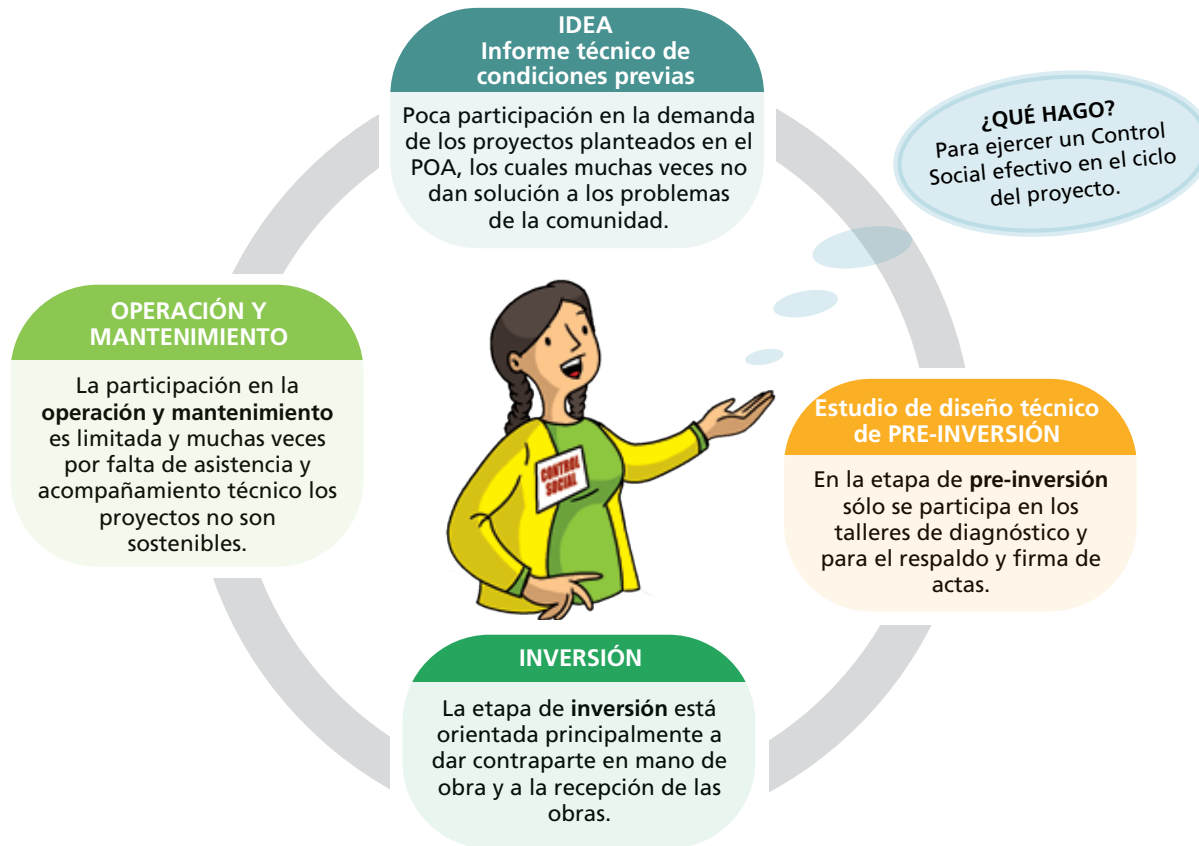 IDEA
Informe técnico de
condiciones previas
Poca participación en la demanda
de los proyectos planteados en el
POA, los cuales muchas veces no
dan solución a los problemas
de la comunidad.
¿QUÉ HAGO?
Para ejercer un Control
Social efectivo en el ciclo
del proyecto.
OPERACIÓN Y
MANTENIMIENTO
La participación en la
operación y mantenimiento
es limitada y muchas veces
por falta de asistencia y
acompañamiento técnico los
proyectos no son
sostenibles.
CONTROL
SOCIAL
Estudio de diseño técnico
de PRE-INVERSIÓN
En la etapa de pre-inversión
sólo se participa en los
talleres de diagnóstico y
para el respaldo y firma de
actas.
INVERSIÓN
La etapa de inversión está
orientada principalmente a
dar contraparte en mano de
obra y a la recepción de las
obras.